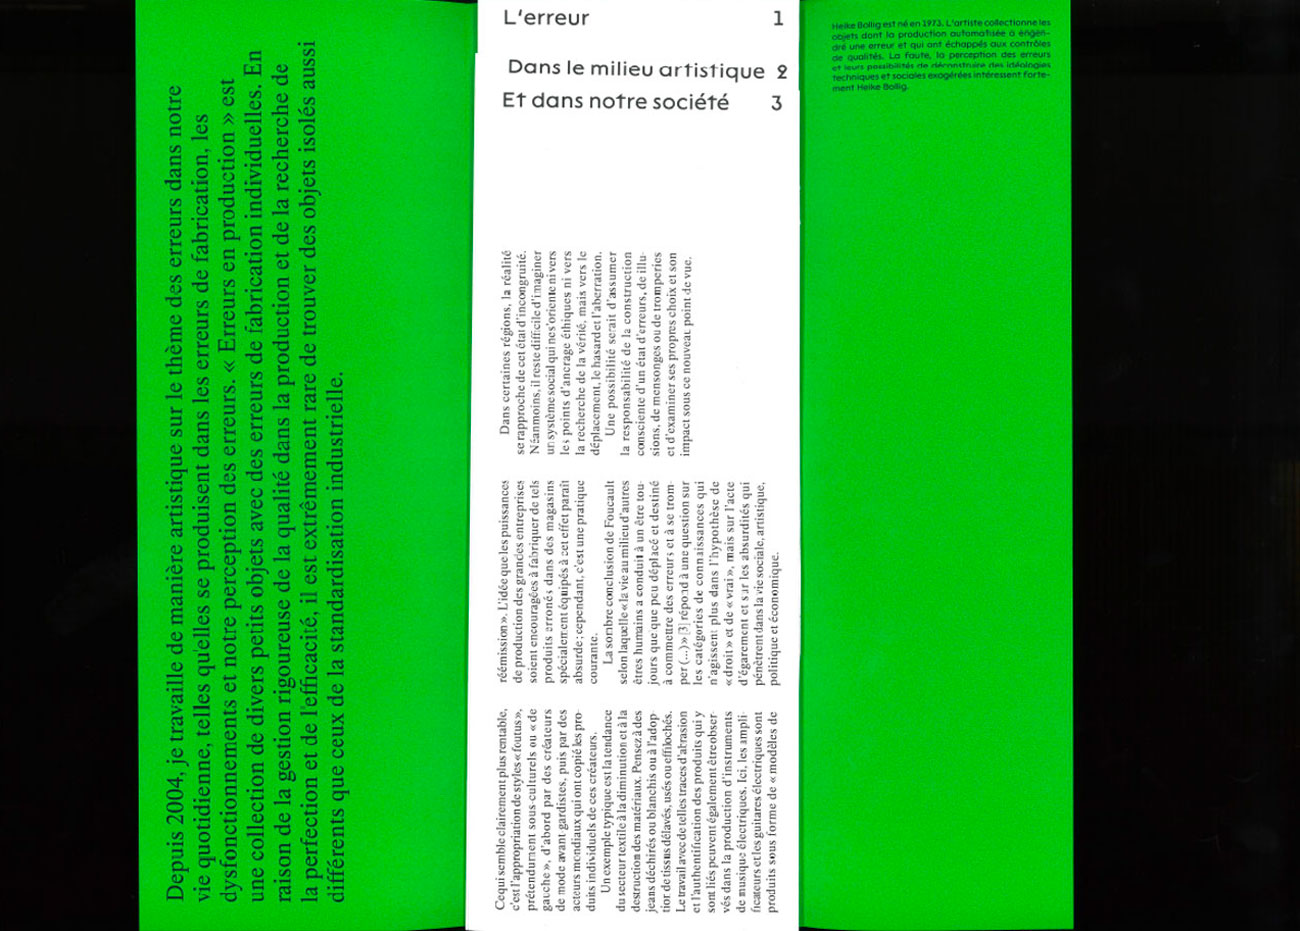 Depuis 2004, je travaille de manière artistique sur le thème des erreurs dans notre
vie quotidienne, telles qu'elles se produisent dans les erreurs de fabrication, les
dysfonctionnements et notre perception des erreurs. « Erreurs en production » est
une collection de divers petits objets avec des erreurs de fabrication individuelles. En
raison de la gestion rigoureuse de la qualité dans la production et de la recherche de
la perfection et de l'efficacité, il est extrêmement rare de trouver des objets isolés aussi
différents que ceux de la standardisation industrielle.
L'erreur 1
Dans le milieu artistique 2
Et dans notre société 3
Ce qui semble clairement plus rentable,
c'est l'appropriation de styles « foutus »,
prétendument sous-culturels ou « de
gauche », d'abord par des créateurs
de mode avant gardistes, puis par des
acteurs mondiaux qui ont copié les pro-
duits individuels de ces créateurs.
Un exemple typique est la tendance
du secteur textile à la diminution et à la
destruction des matériaux. Pensez à des
jeans déchirés ou blanchis ou à l'adop-
tion de tissus délavés, usés ou effilochés.
Le travail avec de telles traces d'abrasion
et l'authentification des produits qui y
sont liés peuvent également être obser-
vés dans la production d'instruments
de musique électriques. Ici, les ampli-
ficateurs et les guitares électriques sont
produits sous forme de « modèles de
réémission ». L'idée que les puissances
de production des grandes entreprises
soient encouragées à fabriquer de tels
produits erronés dans des magasins
spécialement équipés à cet effet paraît
absurde ; cependant, c'est une pratique
courante.
La sombre conclusion de Foucault
selon laquelle « la vie au milieu d'autres
êtres humains a conduit à un être tou-
jours que que peu déplacé et destiné
à commettre des erreurs et à se trom-
per (...) » [3] répond à une question sur
les catégories de connaissances qui
n'agissent plus dans l'hypothèse de
« droit » et de « vrai », mais sur l'acte
d'égarement et sur les absurdités qui
pénètrent dans la vie sociale, artistique,
politique et économique.
Dans certaines régions, la réalité
se rapproche de cet état d'incongruité.
Néanmoins, il reste difficile d'imaginer
un système social qui ne s'oriente ni vers
les points d'ancrage éthiques ni vers
la recherche de la vérité, mais vers le
déplacement, le hasard et l'aberration.
Une possibilité serait d'assumer
la responsabilité de la construction
consciente d'un état d'erreurs, de illu-
sions, de mensonges ou de tromperies
et d'examiner ses propres choix et son
impact sous ce nouveau point de vue.
Heike Bollig est né en 1973. L'artiste collectionne les
objets dont la production automatisée à engen-
dré une erreur et qui ont échappés aux contrôles
de qualités. La faute, la perception des erreurs
et leurs possibilités de déconstruire des idéologies
techniques et sociales exagérées intéressent forte-
ment Heike Bollig.